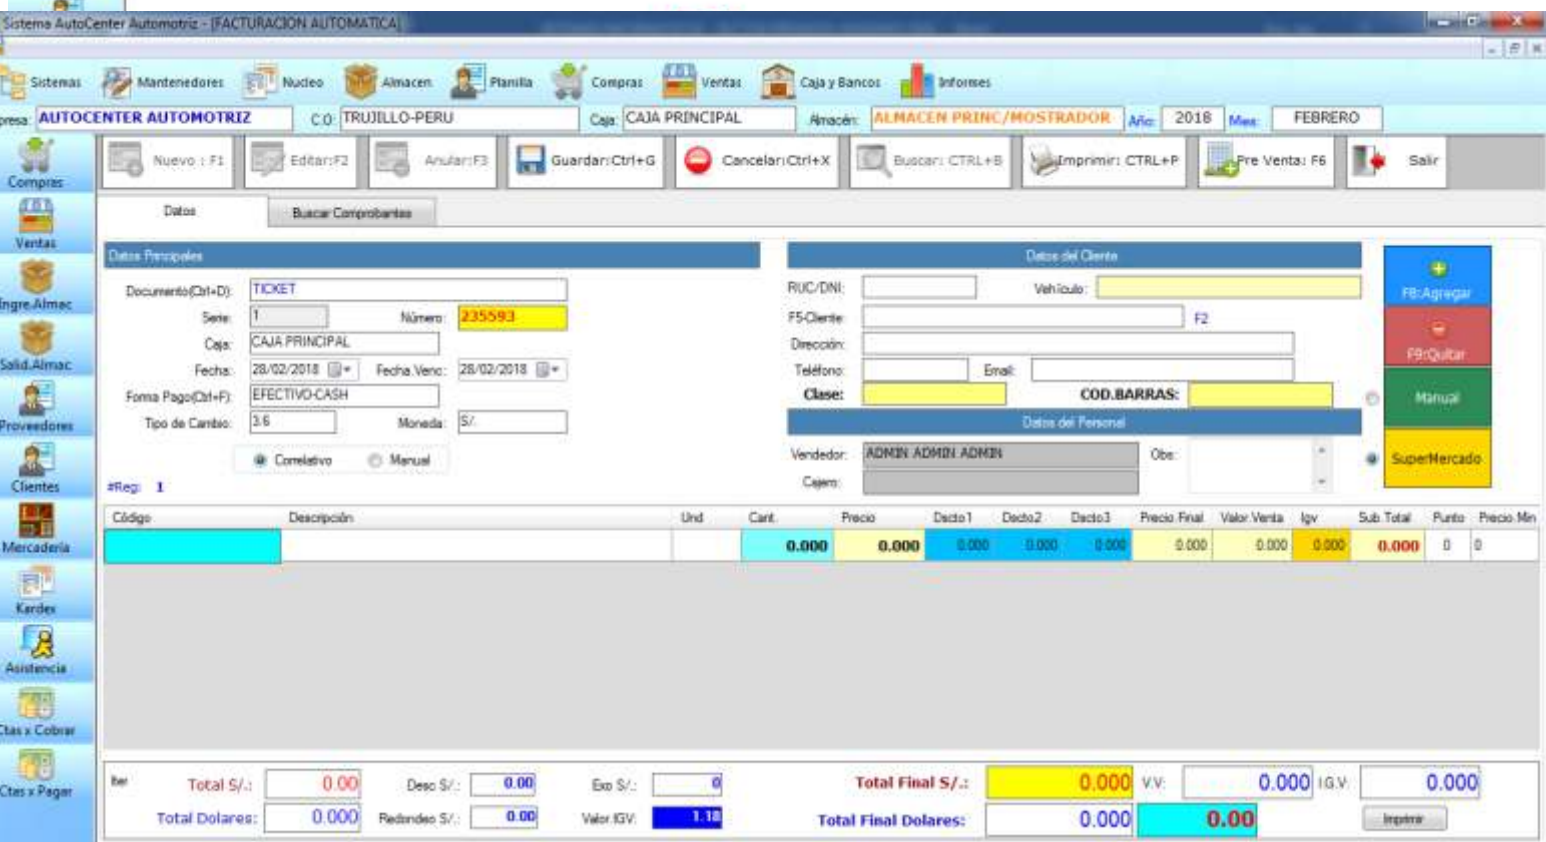 Sistema AutoCenter Automotriz - [FACTURACION AUTOMATICA]
Sistemas Mantenedores Nucleo Almacen Planilla Compras Ventas Caja y Bancos Informes
presa: AUTOCENTER AUTOMOTRIZ C.O: TRUJILLO-PERU Caja: CAJA PRINCIPAL Almacén: ALMACEN PRINC/MOSTRADOR Año: 2018 Mes: FEBRERO
Nuevo : F1 Editar:F2 Anular:F3 Guardar:Ctrl+G Cancelar:Ctrl+X Buscar: CTRL+B Imprimir: CTRL+P Pre Venta: F6 Salir
Compras
Ventas
Ingre.Almac
Salid.Almac
Proveedores
Clientes
Mercaderia
Kardex
Asistencia
Ctas x Cobrar
Ctas x Pagar
Datos Buscar Comprobantes
Datos Principales
Documento(Ctrl+D): TICKET
Serie: 1 Número: 235593
Caja: CAJA PRINCIPAL
Fecha: 28/02/2018 Fecha.Venc: 28/02/2018
Forma Pago(Ctrl+F): EFECTIVO-CASH
Tipo de Cambio: 3.6 Moneda: S/.
Correlativo Manual
#Reg: 1
Datos del Cliente
RUC/DNI: Vehículo:
F5-Cliente: F2
Dirección:
Teléfono: Email:
Clase: COD.BARRAS:
Datos del Personal
Vendedor: ADMIN ADMIN ADMIN Obs:
Cajero:
F8:Agregar
F9:Quitar
Manual
SuperMercado
Código Descripción Und Cant. Precio Dscto1 Dscto2 Dscto3 Precio.Final Valor.Venta Igv Sub.Total Punto Precio.Min
0.000 0.000 0.000 0.000 0.000 0.000 0.000 0.000 0.000 0 0
Total S/.: 0.00 Desc S/.: 0.00 Exo S/.: 0 Total Final S/.: 0.000 V.V: 0.000 I.G.V: 0.000
Total Dolares: 0.000 Redondeo S/.: 0.00 Valor.IGV: 1.18 Total Final Dolares: 0.000 0.00 Imprimir